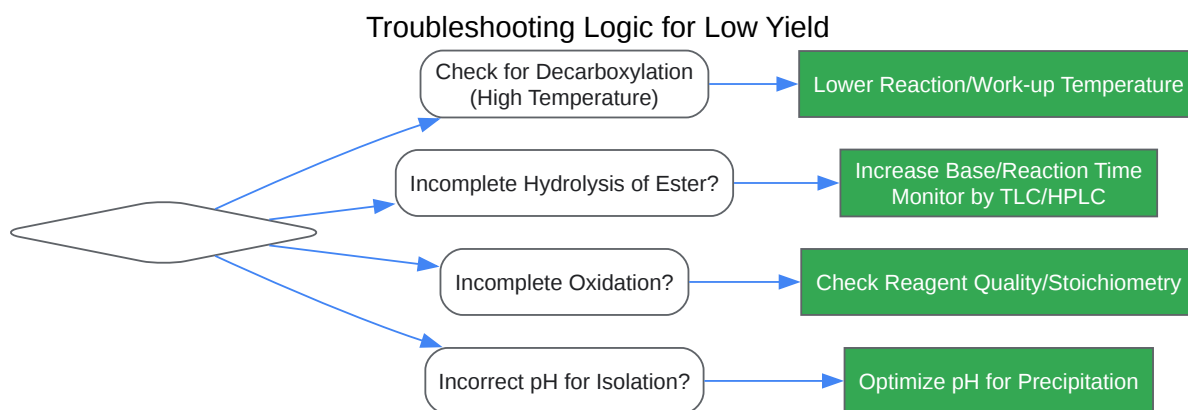 Troubleshooting Logic for Low Yield
Check for Decarboxylation
(High Temperature)
Lower Reaction/Work-up Temperature
Incomplete Hydrolysis of Ester?
Increase Base/Reaction Time
Monitor by TLC/HPLC
Incomplete Oxidation?
Check Reagent Quality/Stoichiometry
Incorrect pH for Isolation?
Optimize pH for Precipitation